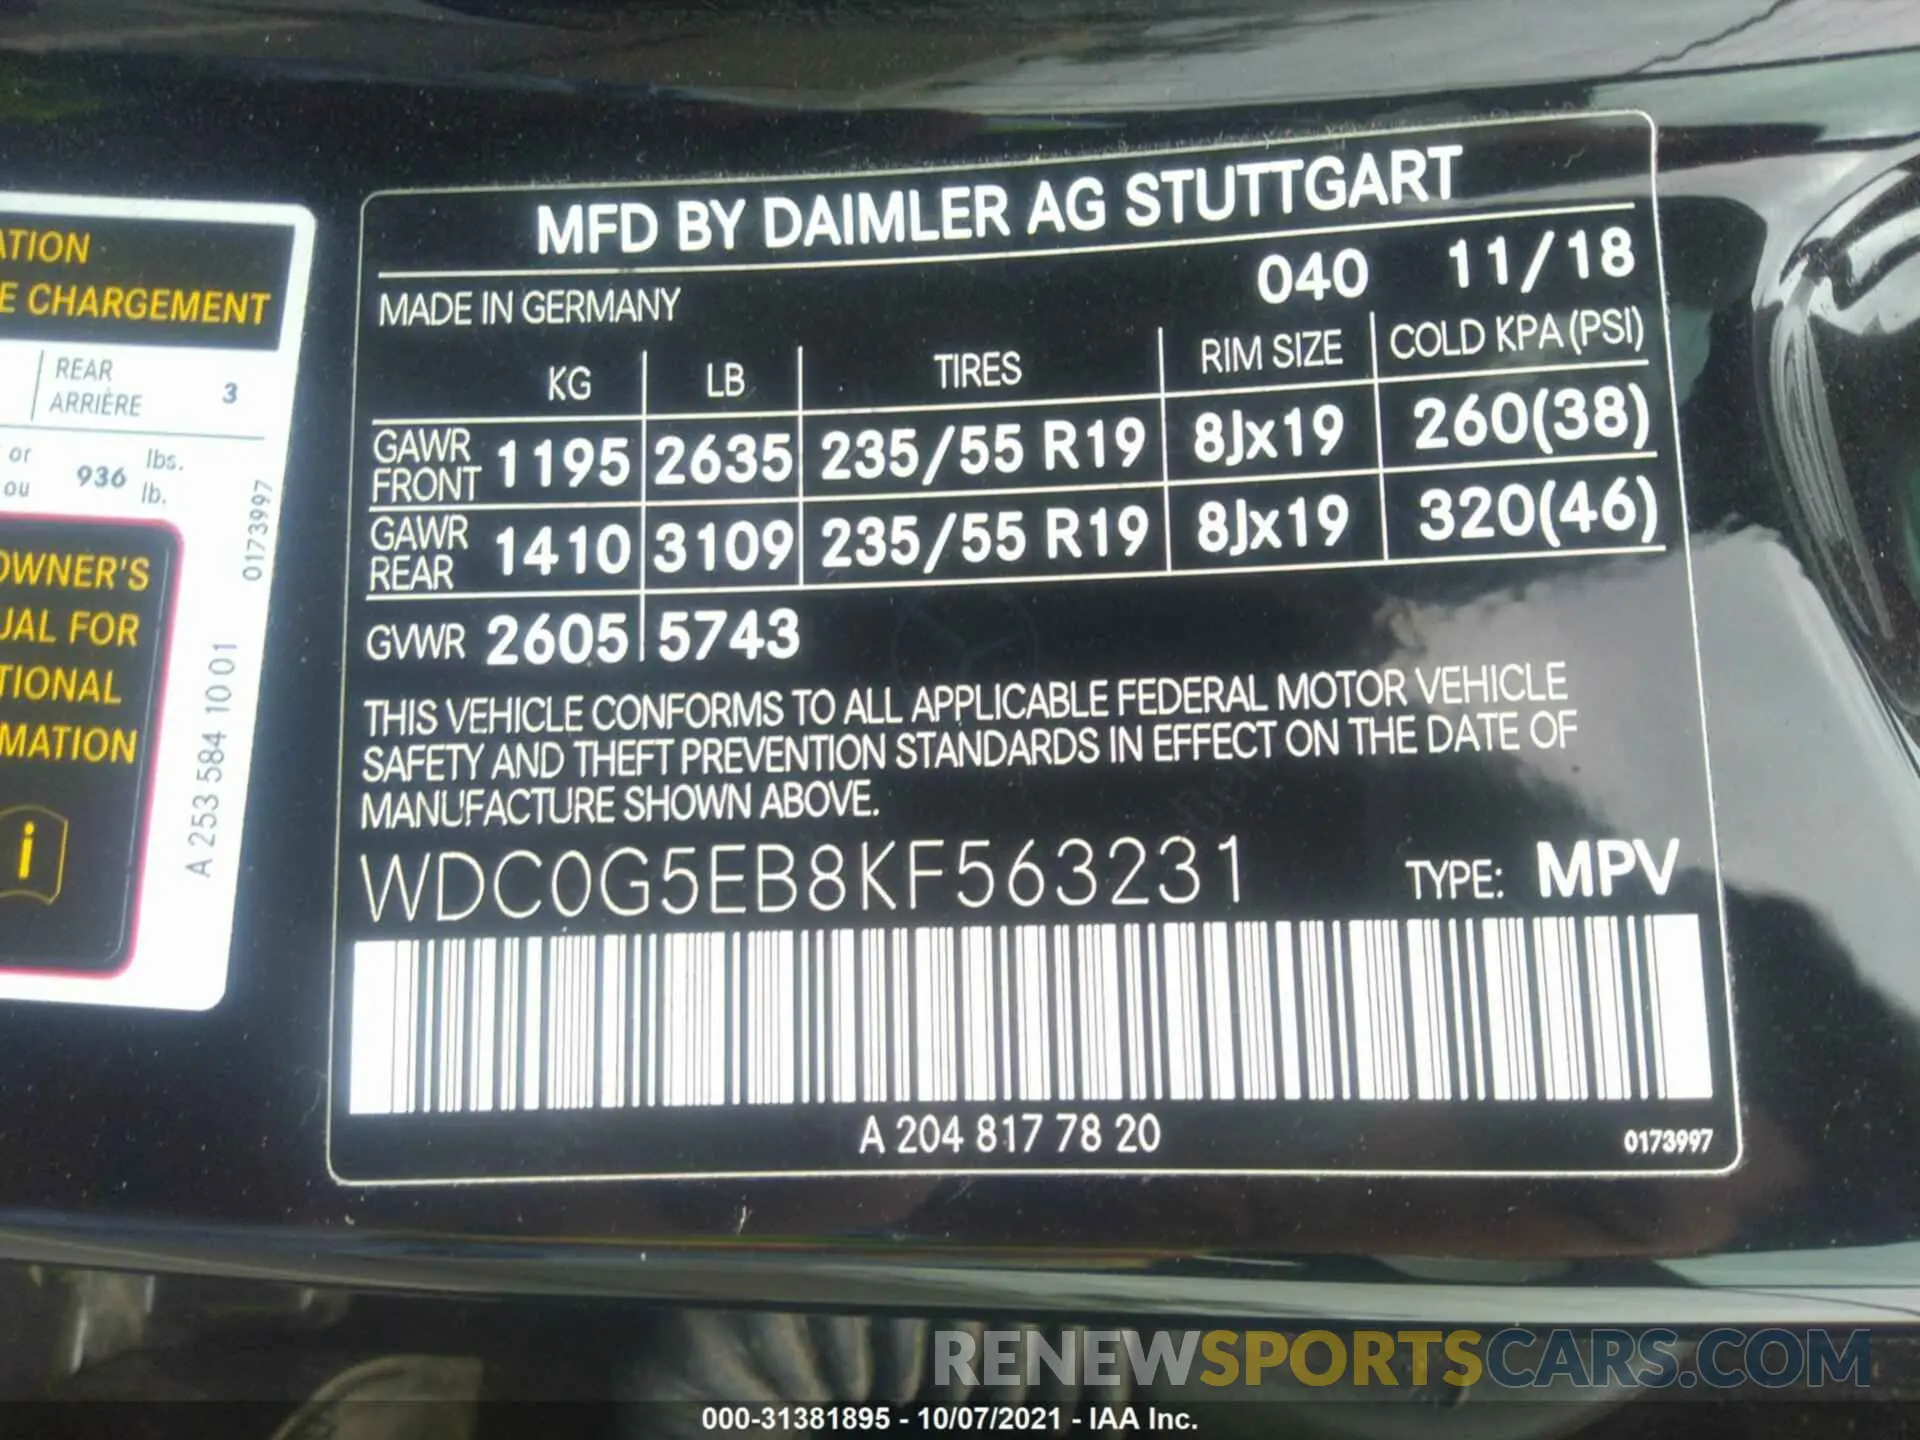 ATION
E CHARGEMENT
REAR
ARRIÈRE 3
or
ou 936 lbs.
lb.
0173997
OWNER'S
UAL FOR
TIONAL
MATION
i
A 253 584 10 01
MFD BY DAIMLER AG STUTTGART
MADE IN GERMANY 040 11/18
KG LB TIRES RIM SIZE COLD KPA (PSI)
GAWR
FRONT 1195 2635 235/55 R19 8Jx19 260(38)
GAWR
REAR 1410 3109 235/55 R19 8Jx19 320(46)
GVWR 2605 5743
THIS VEHICLE CONFORMS TO ALL APPLICABLE FEDERAL MOTOR VEHICLE
SAFETY AND THEFT PREVENTION STANDARDS IN EFFECT ON THE DATE OF
MANUFACTURE SHOWN ABOVE.
WDC0G5EB8KF563231 TYPE: MPV
A 204 817 78 20 0173997
RENEWSPORTSCARS.COM
000-31381895 - 10/07/2021 - IAA Inc.